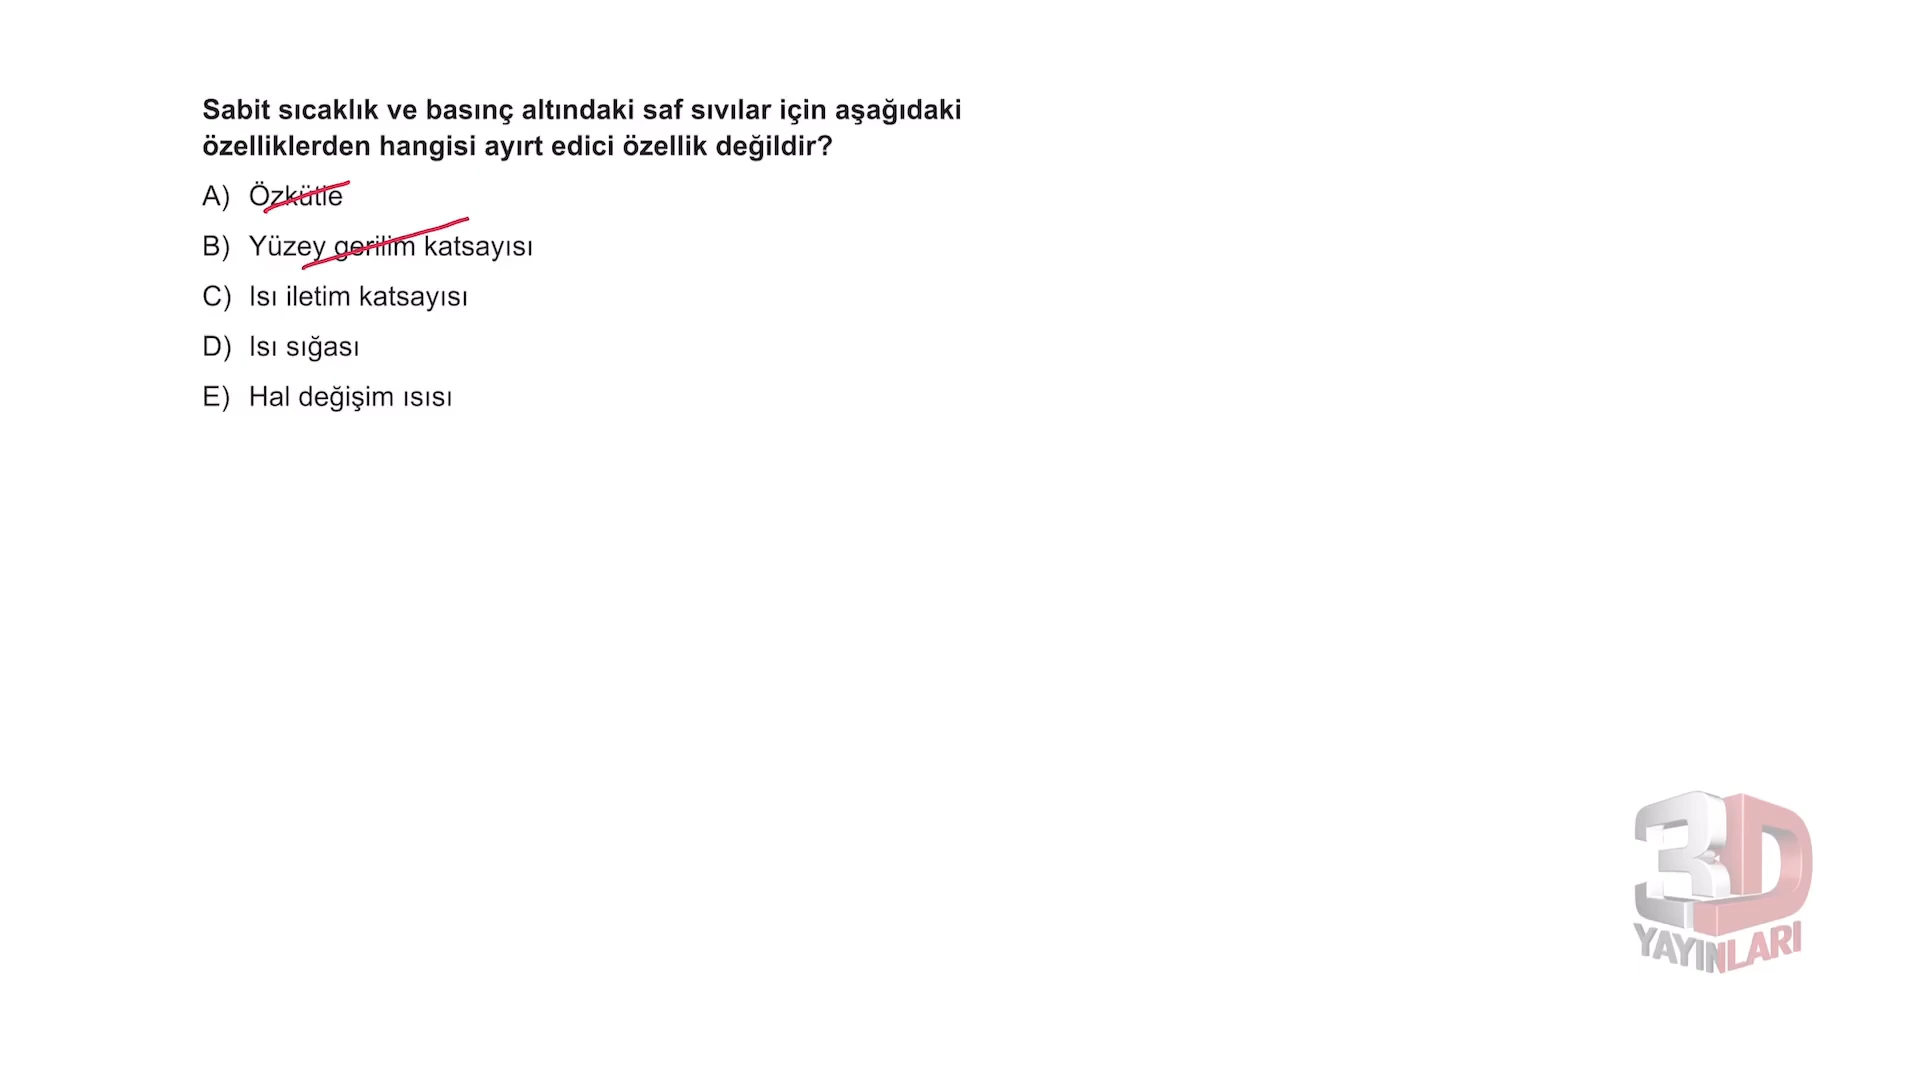 Sabit sıcaklık ve basınç altındaki saf sıvılar için aşağıdaki
özelliklerden hangisi ayırt edici özellik değildir?
A) Özkütle
B) Yüzey gerilim katsayısı
C) Isı iletim katsayısı
D) Isı sığası
E) Hal değişim ısısı
3D
YAYINLARI